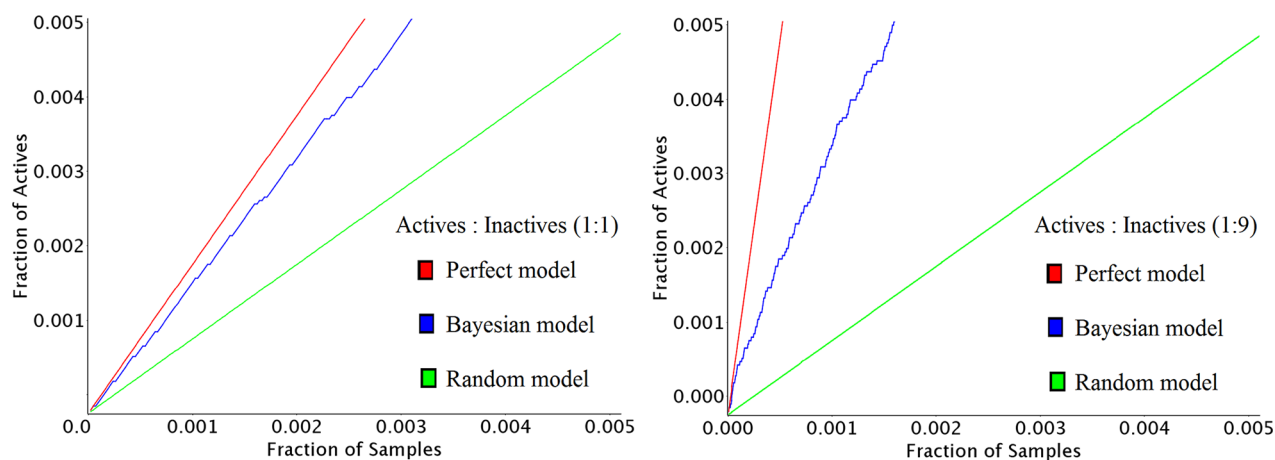 0.005
0.004
0.003
0.002
0.001
Fraction of Actives
Actives : Inactives (1:1)
Perfect model
Bayesian model
Random model
0.0 0.001 0.002 0.003 0.004 0.005
Fraction of Samples
0.005
0.004
0.003
0.002
0.001
0.000
Fraction of Actives
Actives : Inactives (1:9)
Perfect model
Bayesian model
Random model
0.000 0.001 0.002 0.003 0.004 0.005
Fraction of Samples